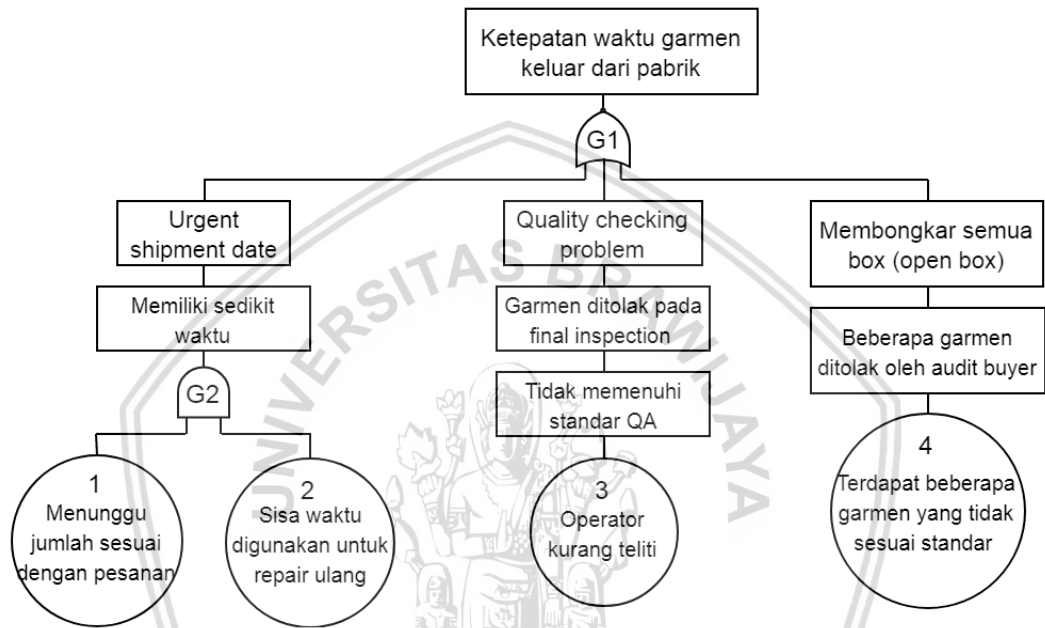 Ketepatan waktu garmen
keluar dari pabrik
G1
Urgent
shipment date
Quality checking
problem
Membongkar semua
box (open box)
Memiliki sedikit
waktu
Garmen ditolak pada
final inspection
Beberapa garmen
ditolak oleh audit buyer
G2
Tidak memenuhi
standar QA
1
Menunggu
jumlah sesuai
dengan pesanan
2
Sisa waktu
digunakan untuk
repair ulang
3
Operator
kurang teliti
4
Terdapat beberapa
garmen yang tidak
sesuai standar
UNIVERSITAS BRAWIJAYA